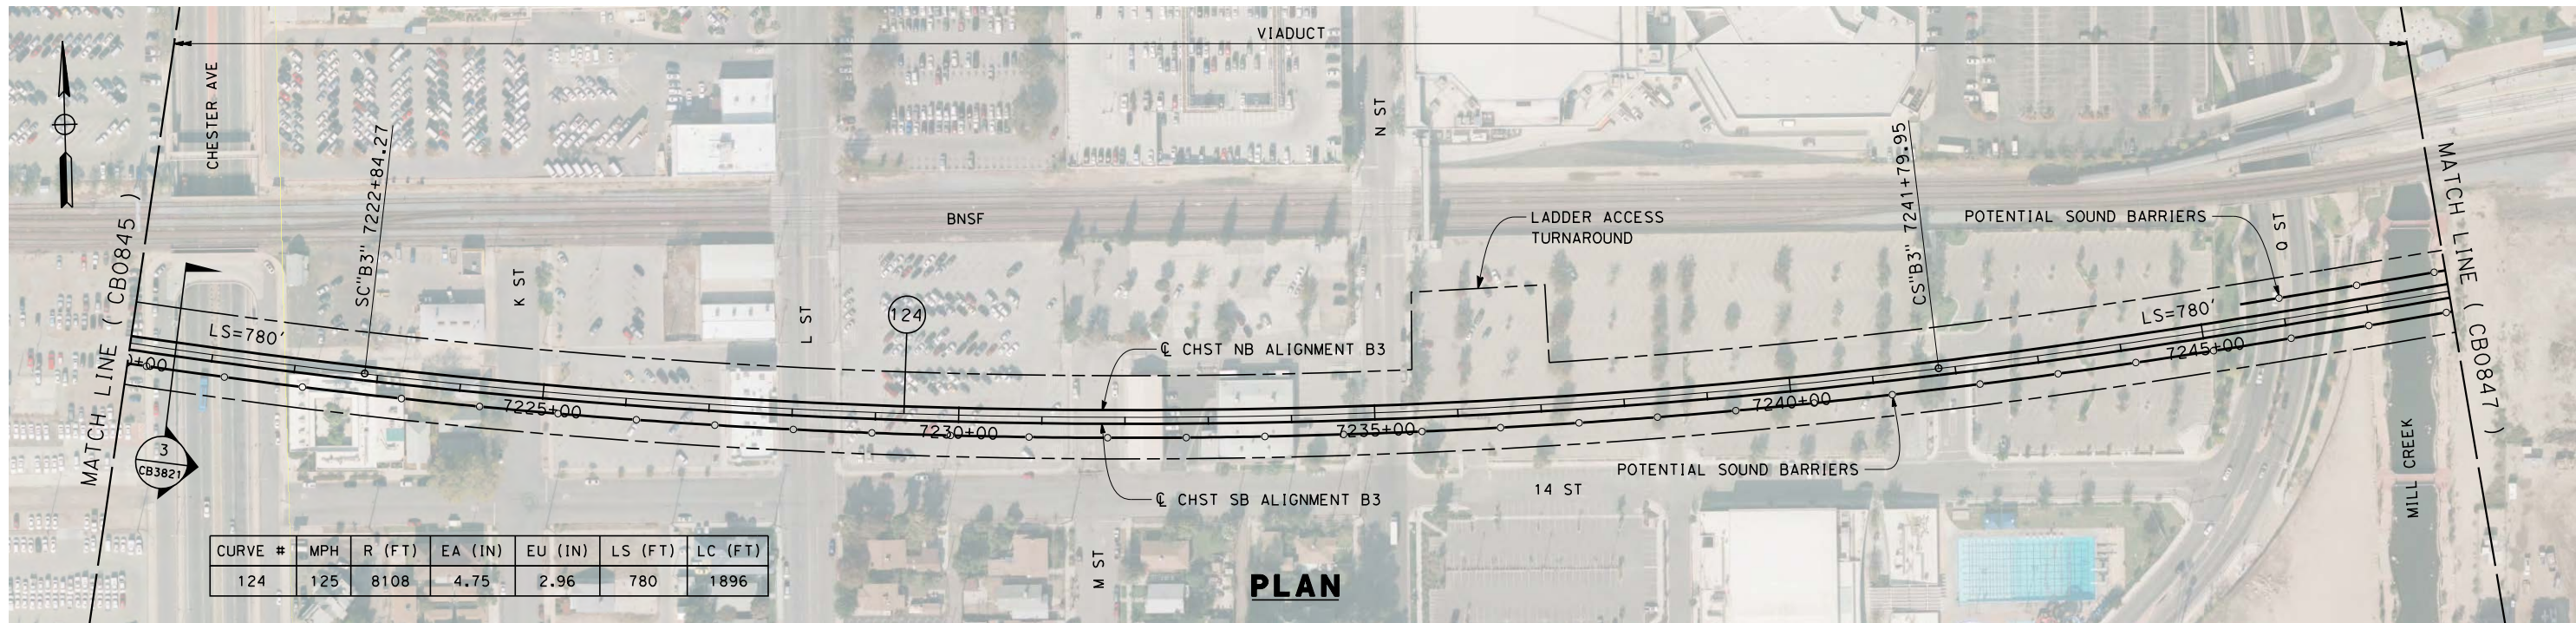 VIADUCT
CHESTER AVE
N ST
SC"B3" 7222+84.27
CS"B3" 7241+79.95
MATCH LINE ( CB0845 )
MATCH LINE ( CB0847 )
BNSF
LADDER ACCESS
TURNAROUND
POTENTIAL SOUND BARRIERS
Q ST
K ST
L ST
124
LS=780'
LS=780'
℄ CHST NB ALIGNMENT B3
+00
7225+00
7230+00
7235+00
7240+00
7245+00
3
CB3821
POTENTIAL SOUND BARRIERS
℄ CHST SB ALIGNMENT B3
14 ST
MILL CREEK
M ST
CURVE # MPH R (FT) EA (IN) EU (IN) LS (FT) LC (FT)
124 125 8108 4.75 2.96 780 1896
PLAN